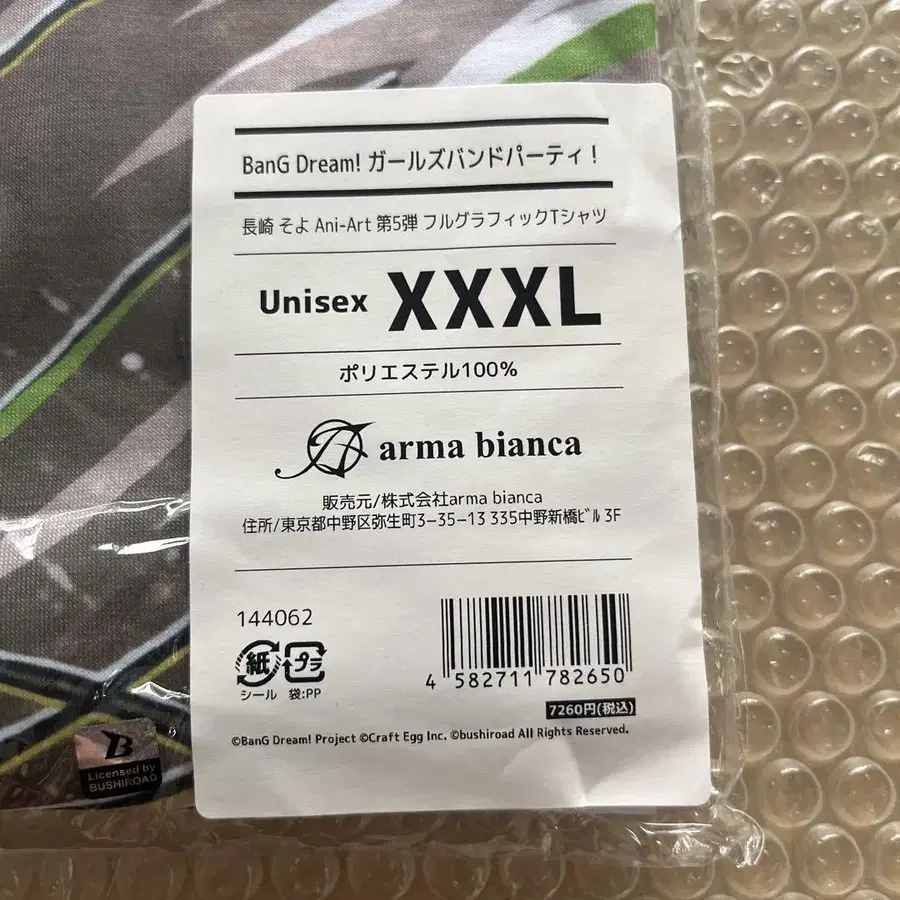 BanG Dream! ガールズバンドパーティ！
長崎 そよ Ani-Art 第5弾 フルグラフィックTシャツ
Unisex XXXL
ポリエステル100%
arma bianca
販売元/株式会社arma bianca
住所/東京都中野区弥生町3-35-13 335中野新橋ﾋﾞﾙ 3F
144062
紙 プラ
シール 袋:PP
4 582711 782650
7260円(税込)
©BanG Dream! Project ©Craft Egg Inc. ©bushiroad All Rights Reserved.
B
Licensed by
BUSHIROAD